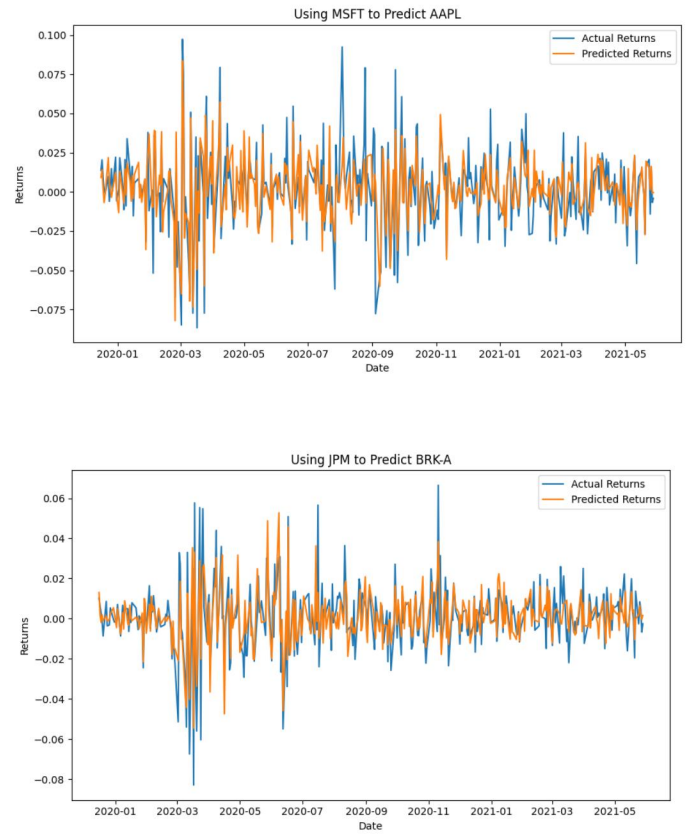 Using MSFT to Predict AAPL
Actual Returns
Predicted Returns
0.100
0.075
0.050
0.025
0.000
−0.025
−0.050
−0.075
Returns
2020-01 2020-03 2020-05 2020-07 2020-09 2020-11 2021-01 2021-03 2021-05
Date
Using JPM to Predict BRK-A
Actual Returns
Predicted Returns
0.06
0.04
0.02
0.00
−0.02
−0.04
−0.06
−0.08
Returns
2020-01 2020-03 2020-05 2020-07 2020-09 2020-11 2021-01 2021-03 2021-05
Date